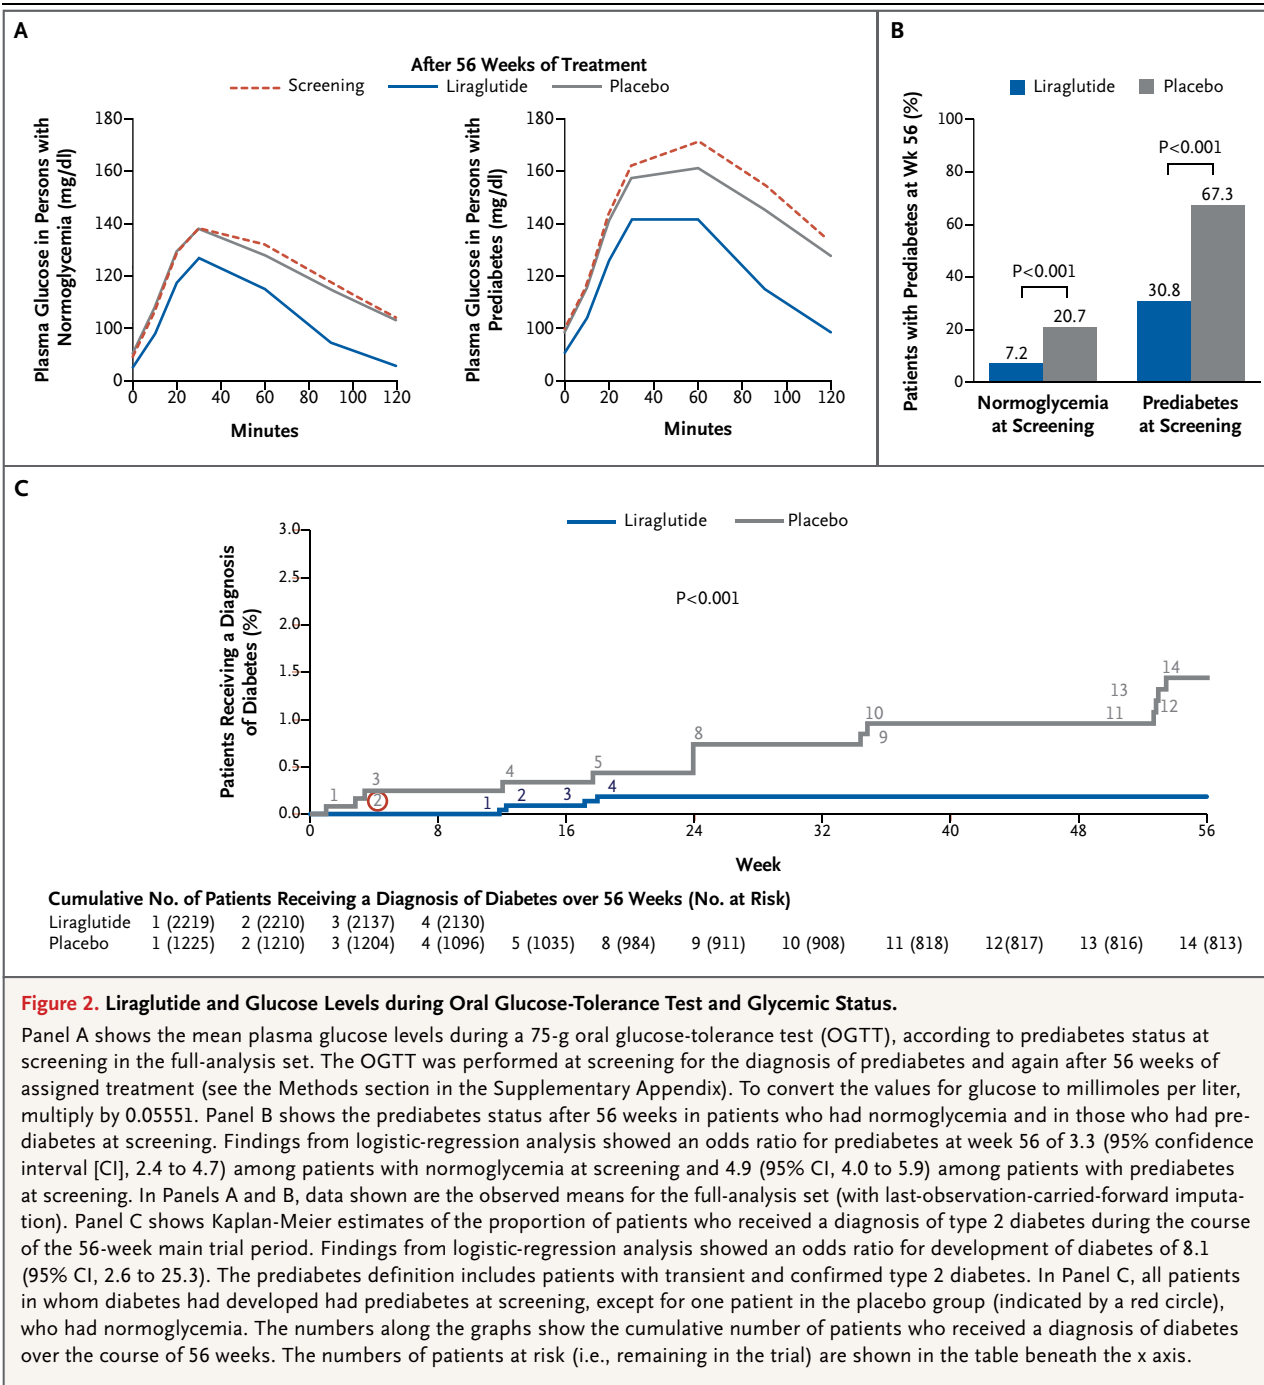 A
After 56 Weeks of Treatment
Screening Liraglutide Placebo
Plasma Glucose in Persons with
Normoglycemia (mg/dl)
180
160
140
120
100
0
0 20 40 60 80 100 120
Minutes
Plasma Glucose in Persons with
Prediabetes (mg/dl)
180
160
140
120
100
0
0 20 40 60 80 100 120
Minutes
B
Liraglutide Placebo
Patients with Prediabetes at Wk 56 (%)
100
80
60
40
20
0
P<0.001
7.2
20.7
P<0.001
30.8
67.3
Normoglycemia
at Screening
Prediabetes
at Screening
C
Liraglutide Placebo
Patients Receiving a Diagnosis
of Diabetes (%)
3.0
2.5
2.0
1.5
1.0
0.5
0.0
P<0.001
1
2
3
4
5
8
9
10
11
12
13
14
1
2
3
4
0 8 16 24 32 40 48 56
Week
Cumulative No. of Patients Receiving a Diagnosis of Diabetes over 56 Weeks (No. at Risk)
Liraglutide 1 (2219) 2 (2210) 3 (2137) 4 (2130)
Placebo 1 (1225) 2 (1210) 3 (1204) 4 (1096) 5 (1035) 8 (984) 9 (911) 10 (908) 11 (818) 12(817) 13 (816) 14 (813)
Figure 2. Liraglutide and Glucose Levels during Oral Glucose-Tolerance Test and Glycemic Status.
Panel A shows the mean plasma glucose levels during a 75-g oral glucose-tolerance test (OGTT), according to prediabetes status at
screening in the full-analysis set. The OGTT was performed at screening for the diagnosis of prediabetes and again after 56 weeks of
assigned treatment (see the Methods section in the Supplementary Appendix). To convert the values for glucose to millimoles per liter,
multiply by 0.05551. Panel B shows the prediabetes status after 56 weeks in patients who had normoglycemia and in those who had pre-
diabetes at screening. Findings from logistic-regression analysis showed an odds ratio for prediabetes at week 56 of 3.3 (95% confidence
interval [CI], 2.4 to 4.7) among patients with normoglycemia at screening and 4.9 (95% CI, 4.0 to 5.9) among patients with prediabetes
at screening. In Panels A and B, data shown are the observed means for the full-analysis set (with last-observation-carried-forward imputa-
tion). Panel C shows Kaplan-Meier estimates of the proportion of patients who received a diagnosis of type 2 diabetes during the course
of the 56-week main trial period. Findings from logistic-regression analysis showed an odds ratio for development of diabetes of 8.1
(95% CI, 2.6 to 25.3). The prediabetes definition includes patients with transient and confirmed type 2 diabetes. In Panel C, all patients
in whom diabetes had developed had prediabetes at screening, except for one patient in the placebo group (indicated by a red circle),
who had normoglycemia. The numbers along the graphs show the cumulative number of patients who received a diagnosis of diabetes
over the course of 56 weeks. The numbers of patients at risk (i.e., remaining in the trial) are shown in the table beneath the x axis.